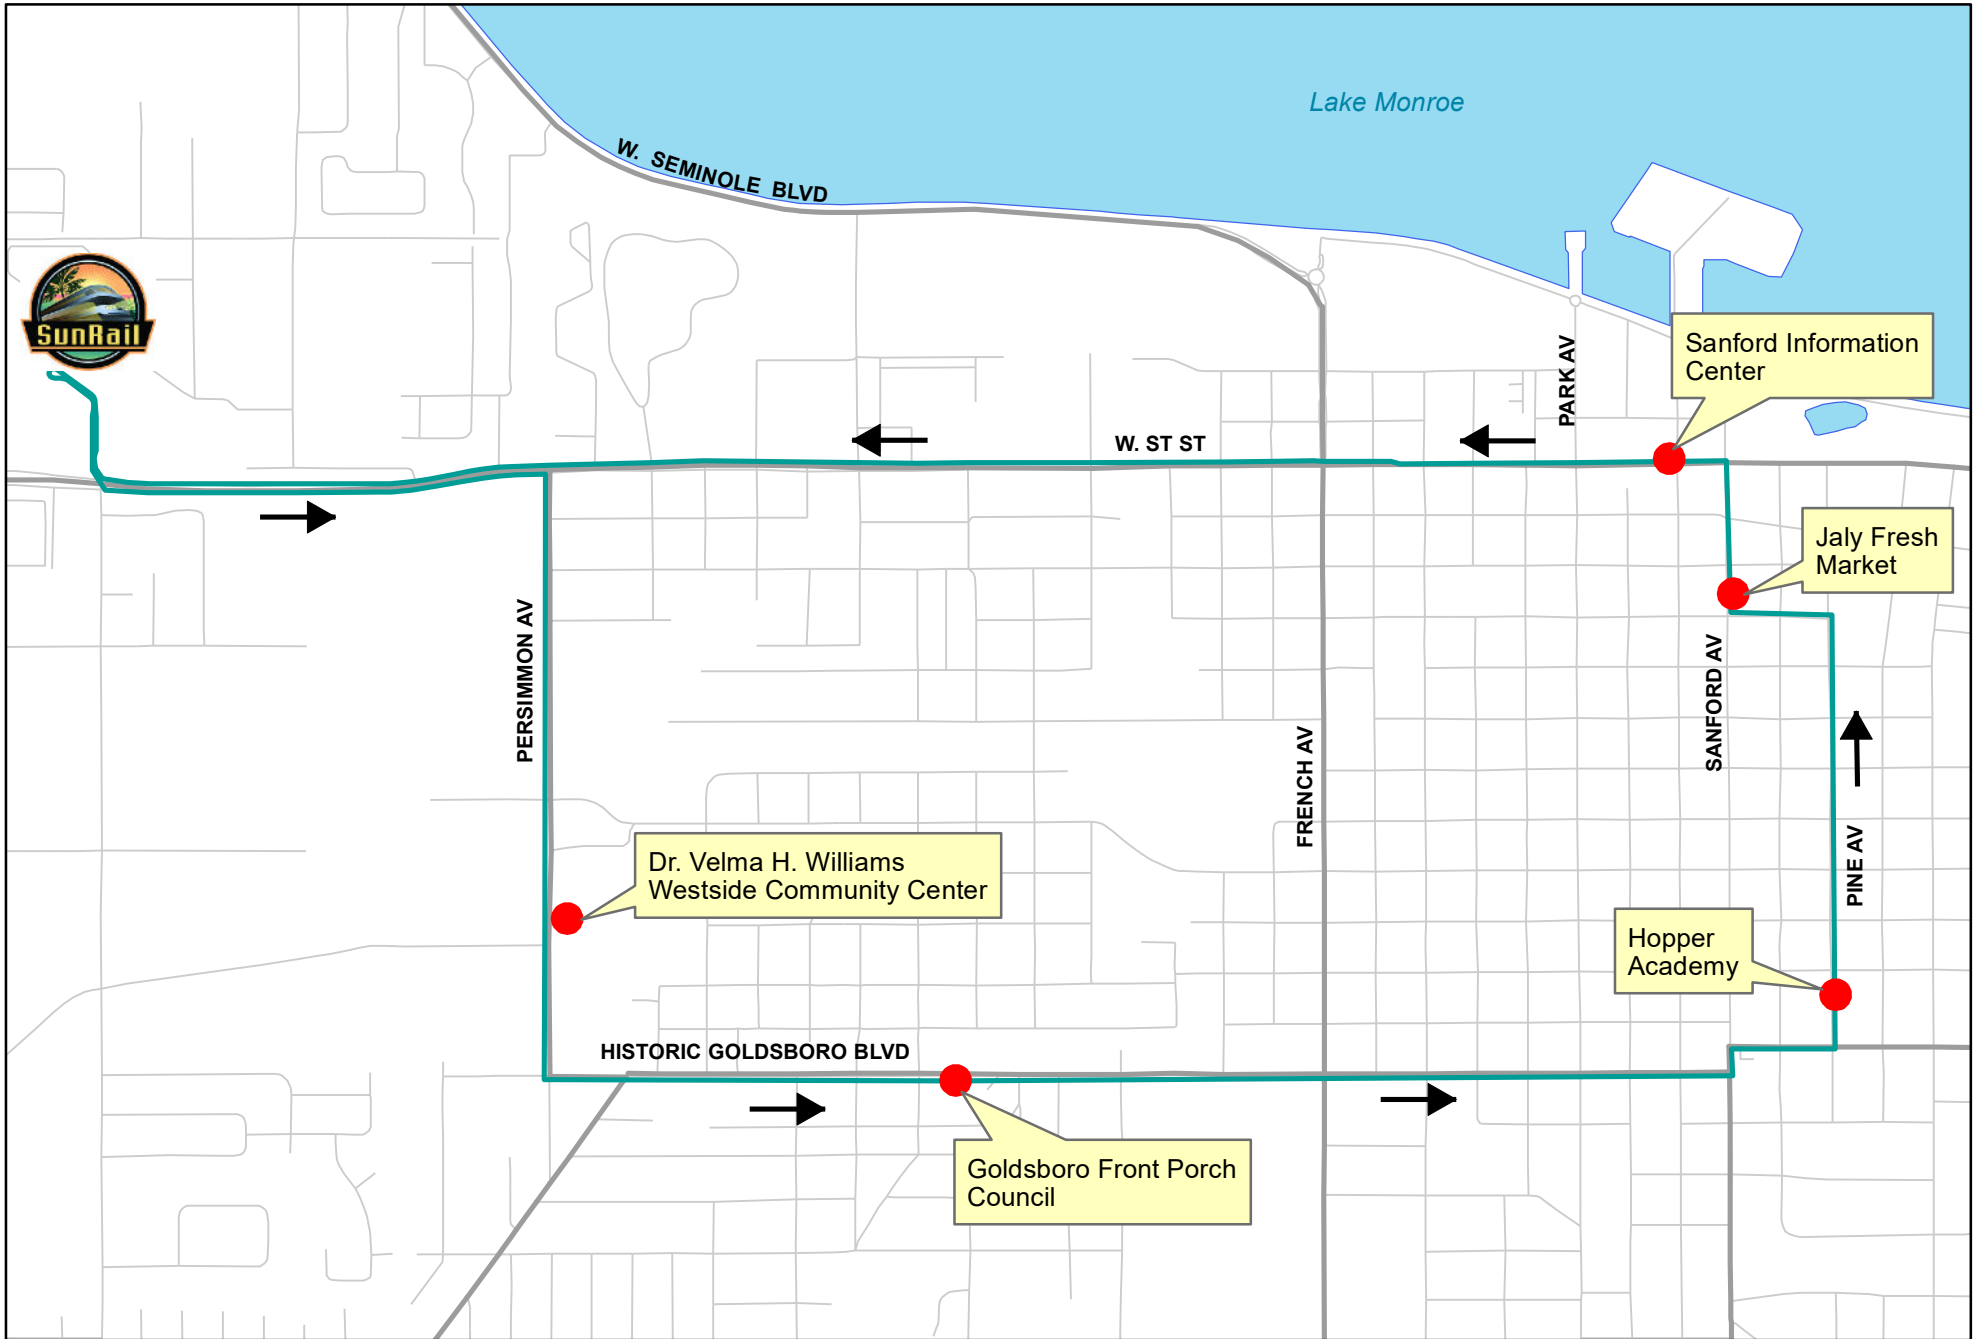 Lake Monroe
W. SEMINOLE BLVD
SunRail
Sanford Information
Center
PARK AV
W. ST ST
Jaly Fresh
Market
PERSIMMON AV
SANFORD AV
FRENCH AV
PINE AV
Dr. Velma H. Williams
Westside Community Center
Hopper
Academy
HISTORIC GOLDSBORO BLVD
Goldsboro Front Porch
Council